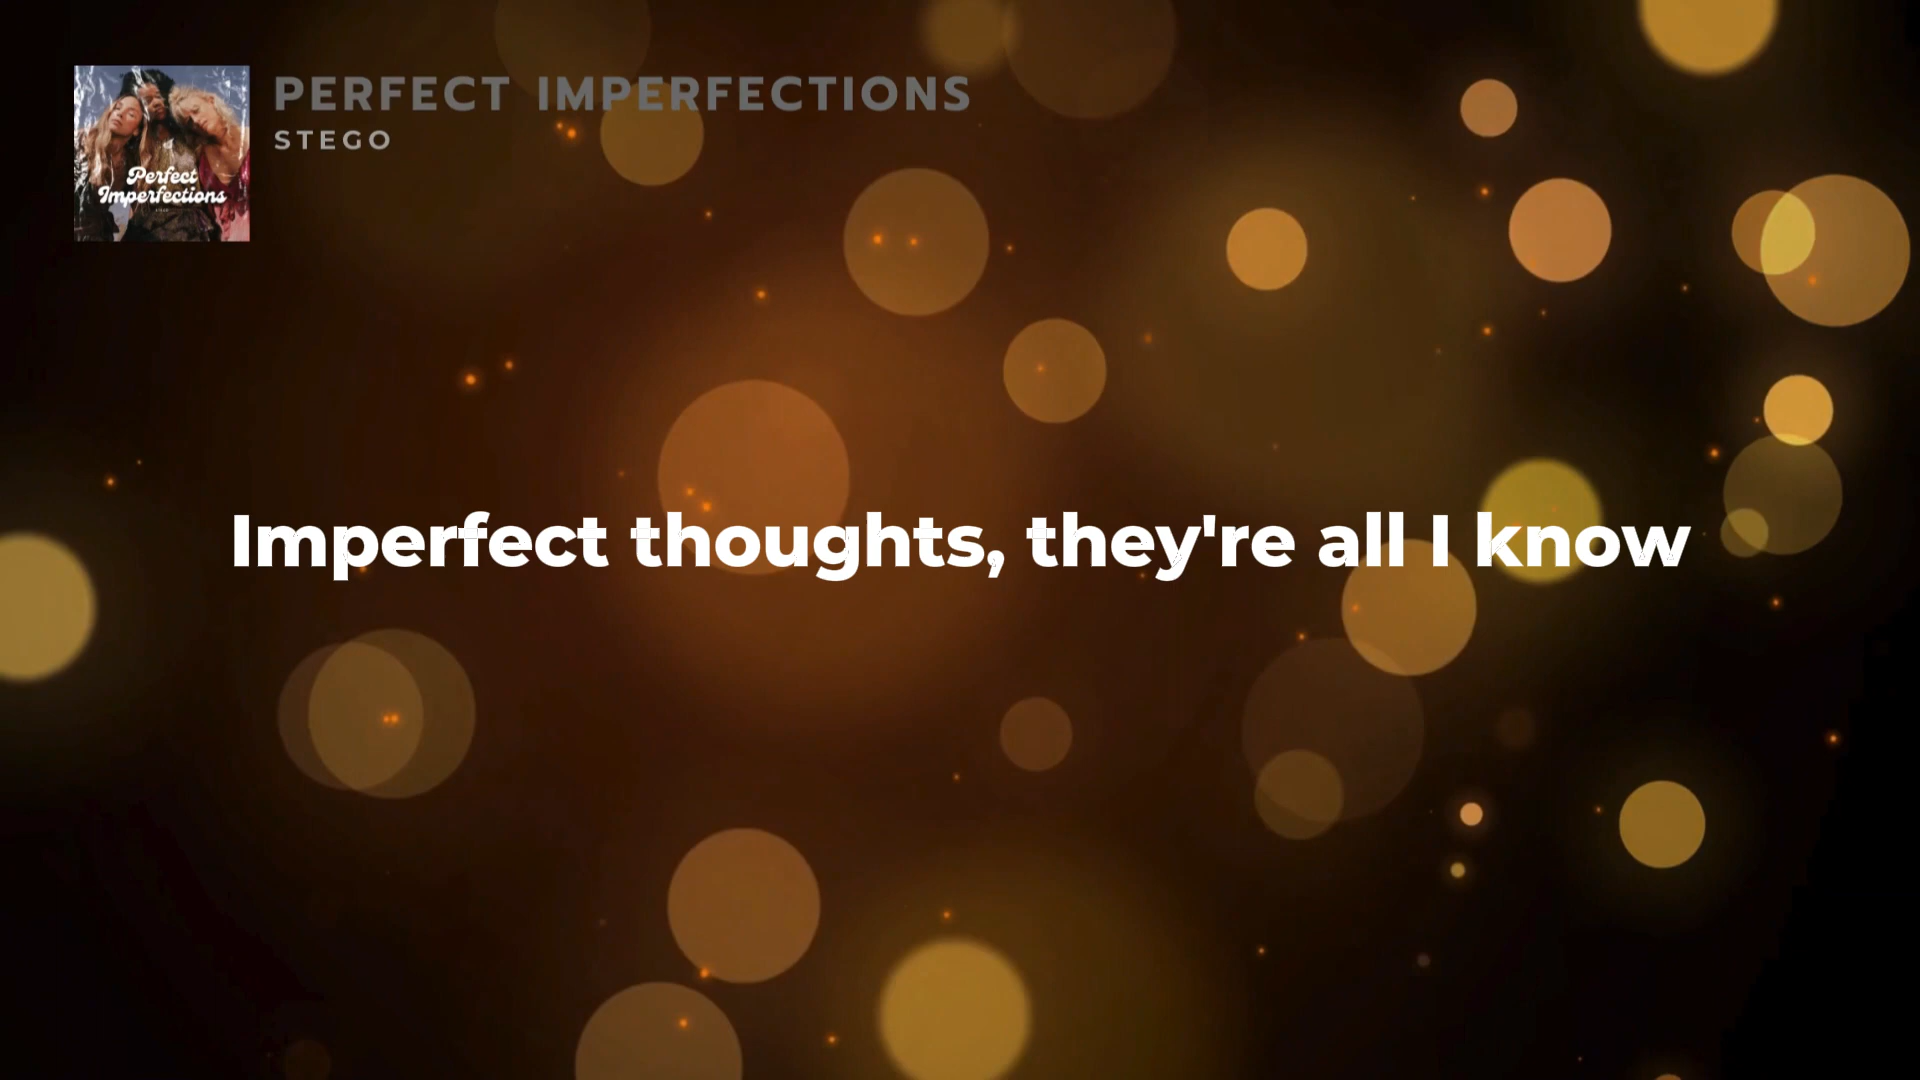 PERFECT IMPERFECTIONS
STEGO
Perfect
Imperfections
Imperfect thoughts, they're all I know